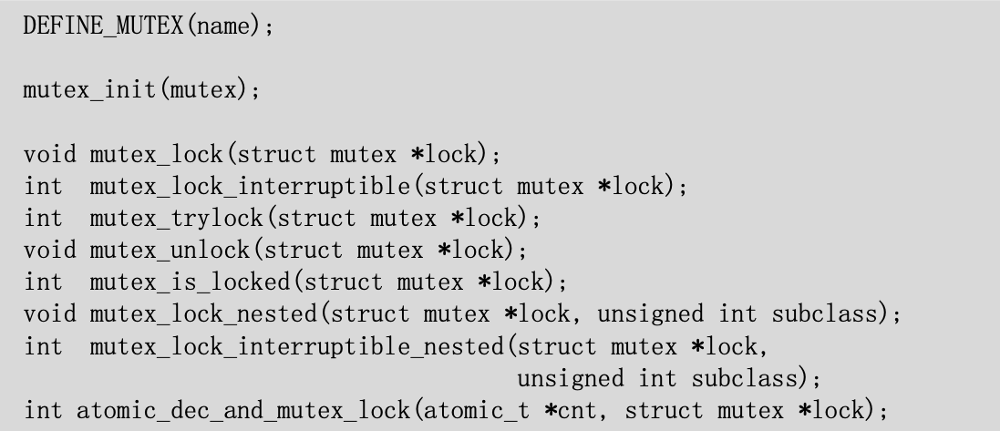 DEFINE_MUTEX(name);
mutex_init(mutex);
void mutex_lock(struct mutex *lock);
int  mutex_lock_interruptible(struct mutex *lock);
int  mutex_trylock(struct mutex *lock);
void mutex_unlock(struct mutex *lock);
int  mutex_is_locked(struct mutex *lock);
void mutex_lock_nested(struct mutex *lock, unsigned int subclass);
int  mutex_lock_interruptible_nested(struct mutex *lock,
                                     unsigned int subclass);
int atomic_dec_and_mutex_lock(atomic_t *cnt, struct mutex *lock);